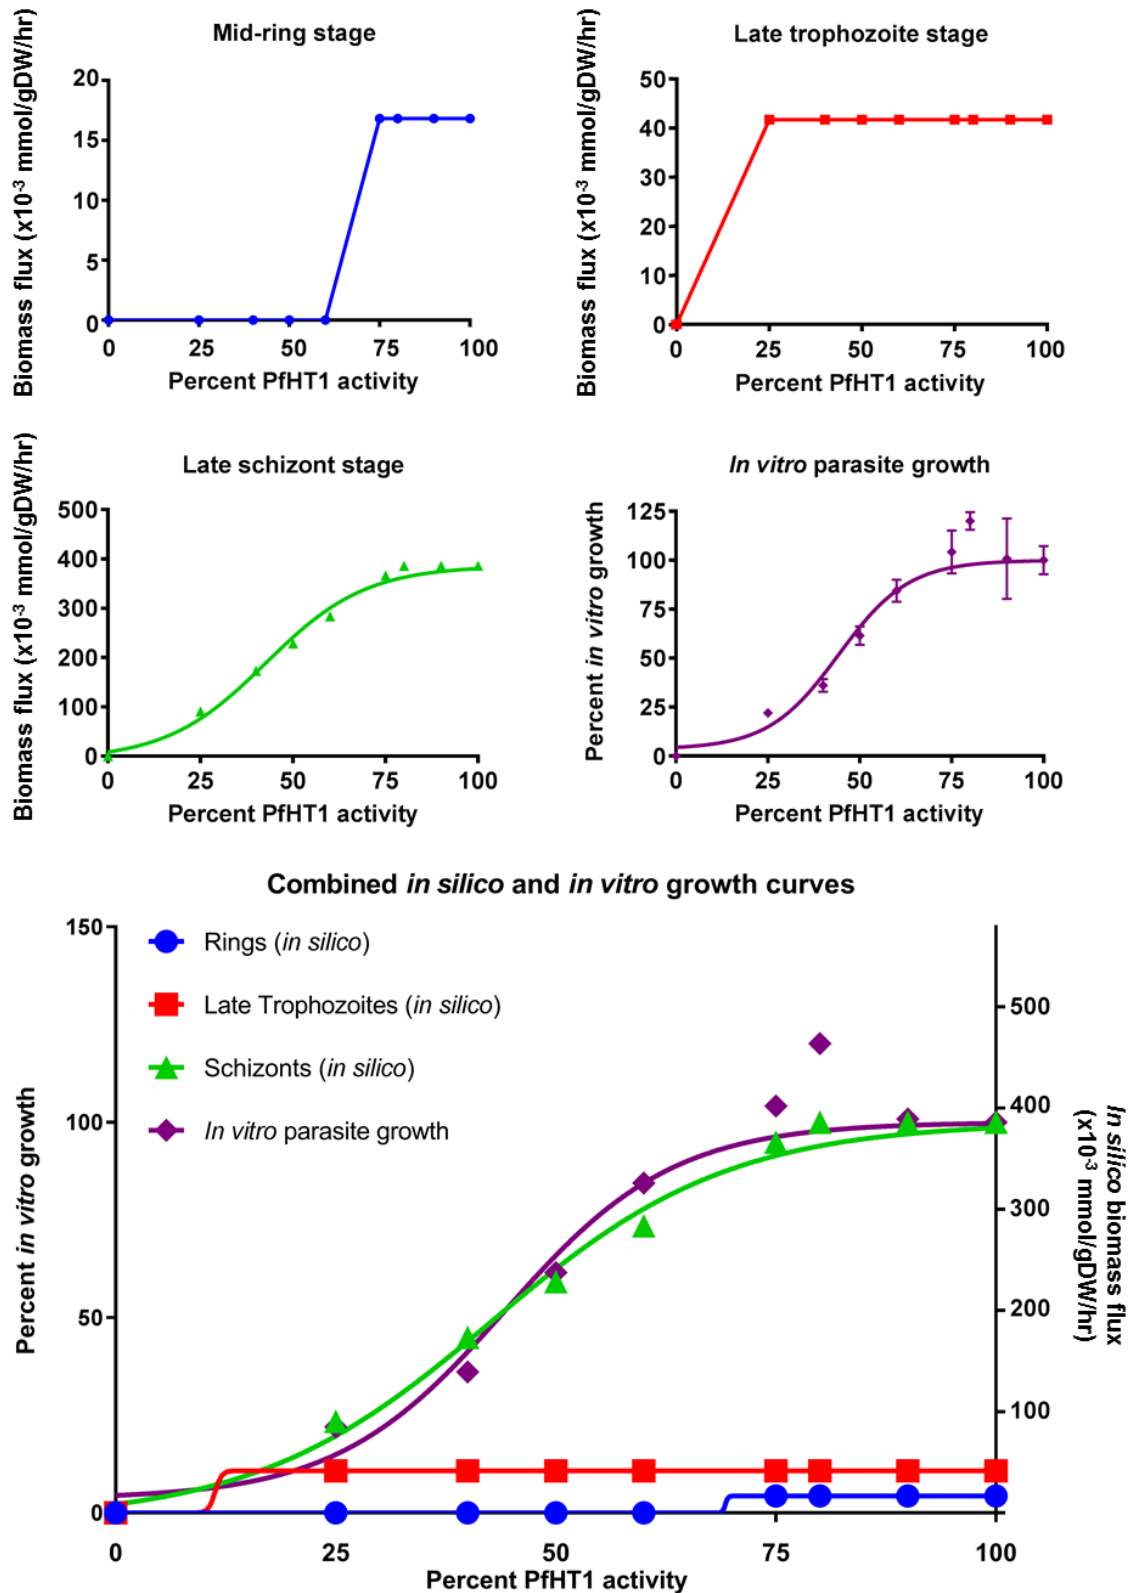 Mid-ring stage
Biomass flux (x10⁻³ mmol/gDW/hr)
20
15
10
5
0
0 25 50 75 100
Percent PfHT1 activity
Late trophozoite stage
Biomass flux (x10⁻³ mmol/gDW/hr)
50
40
30
20
10
0
0 25 50 75 100
Percent PfHT1 activity
Late schizont stage
Biomass flux (x10⁻³ mmol/gDW/hr)
500
400
300
200
100
0
0 25 50 75 100
Percent PfHT1 activity
In vitro parasite growth
Percent in vitro growth
125
100
75
50
25
0
0 25 50 75 100
Percent PfHT1 activity
Combined in silico and in vitro growth curves
Percent in vitro growth
150
100
50
0
Rings (in silico)
Late Trophozoites (in silico)
Schizonts (in silico)
In vitro parasite growth
500
400
300
200
100
In silico biomass flux
(x10⁻³ mmol/gDW/hr)
0 25 50 75 100
Percent PfHT1 activity